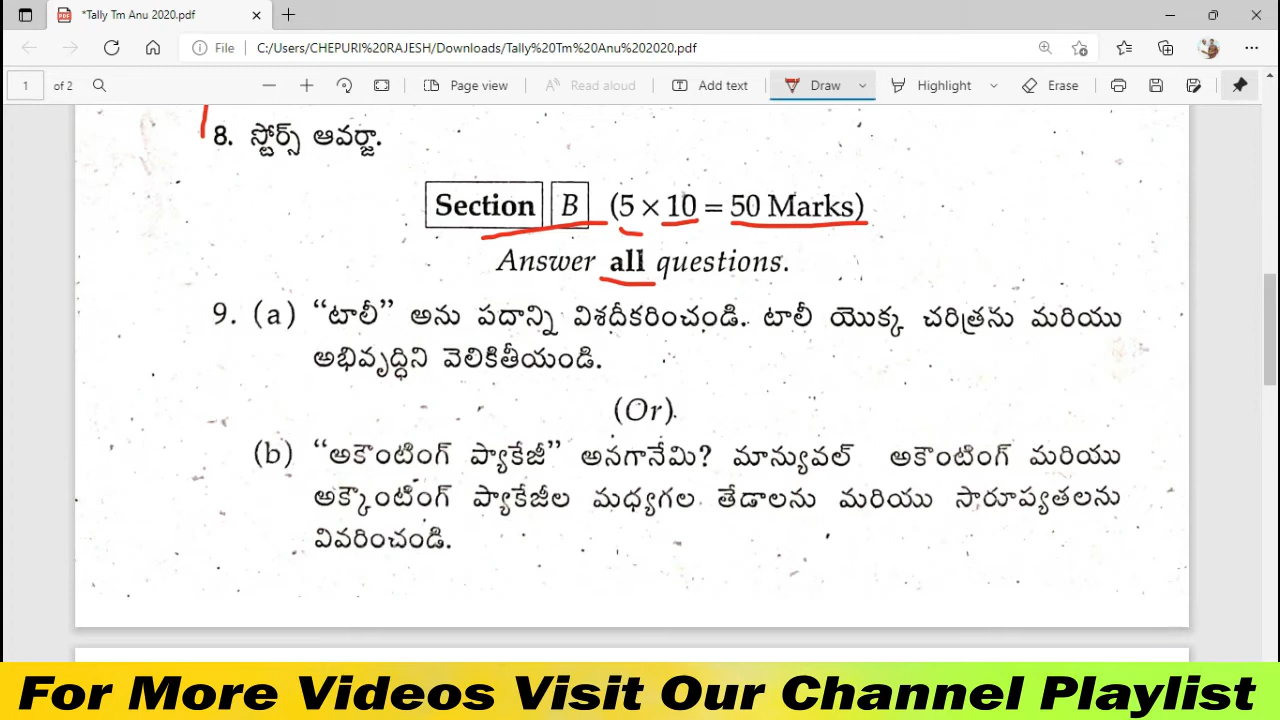 *Tally Tm Anu 2020.pdf
File C:/Users/CHEPURI%20RAJESH/Downloads/Tally%20Tm%20Anu%202020.pdf
1 of 2 Page view Read aloud Add text Draw Highlight Erase
8. స్టోర్స్ ఆవర్జా.
Section B (5 × 10 = 50 Marks)
Answer all questions.
9. (a) “టాలీ” అను పదాన్ని విశదీకరించండి. టాలీ యొక్క చరిత్రను మరియు
అభివృద్ధిని వెలికితీయండి.
(Or)
(b) “అకౌంటింగ్ ప్యాకేజీ” అనగానేమి? మాన్యువల్ అకౌంటింగ్ మరియు
అక్కౌంటింగ్ ప్యాకేజీల మధ్యగల తేడాలను మరియు సారూప్యతలను
వివరించండి.
For More Videos Visit Our Channel Playlist